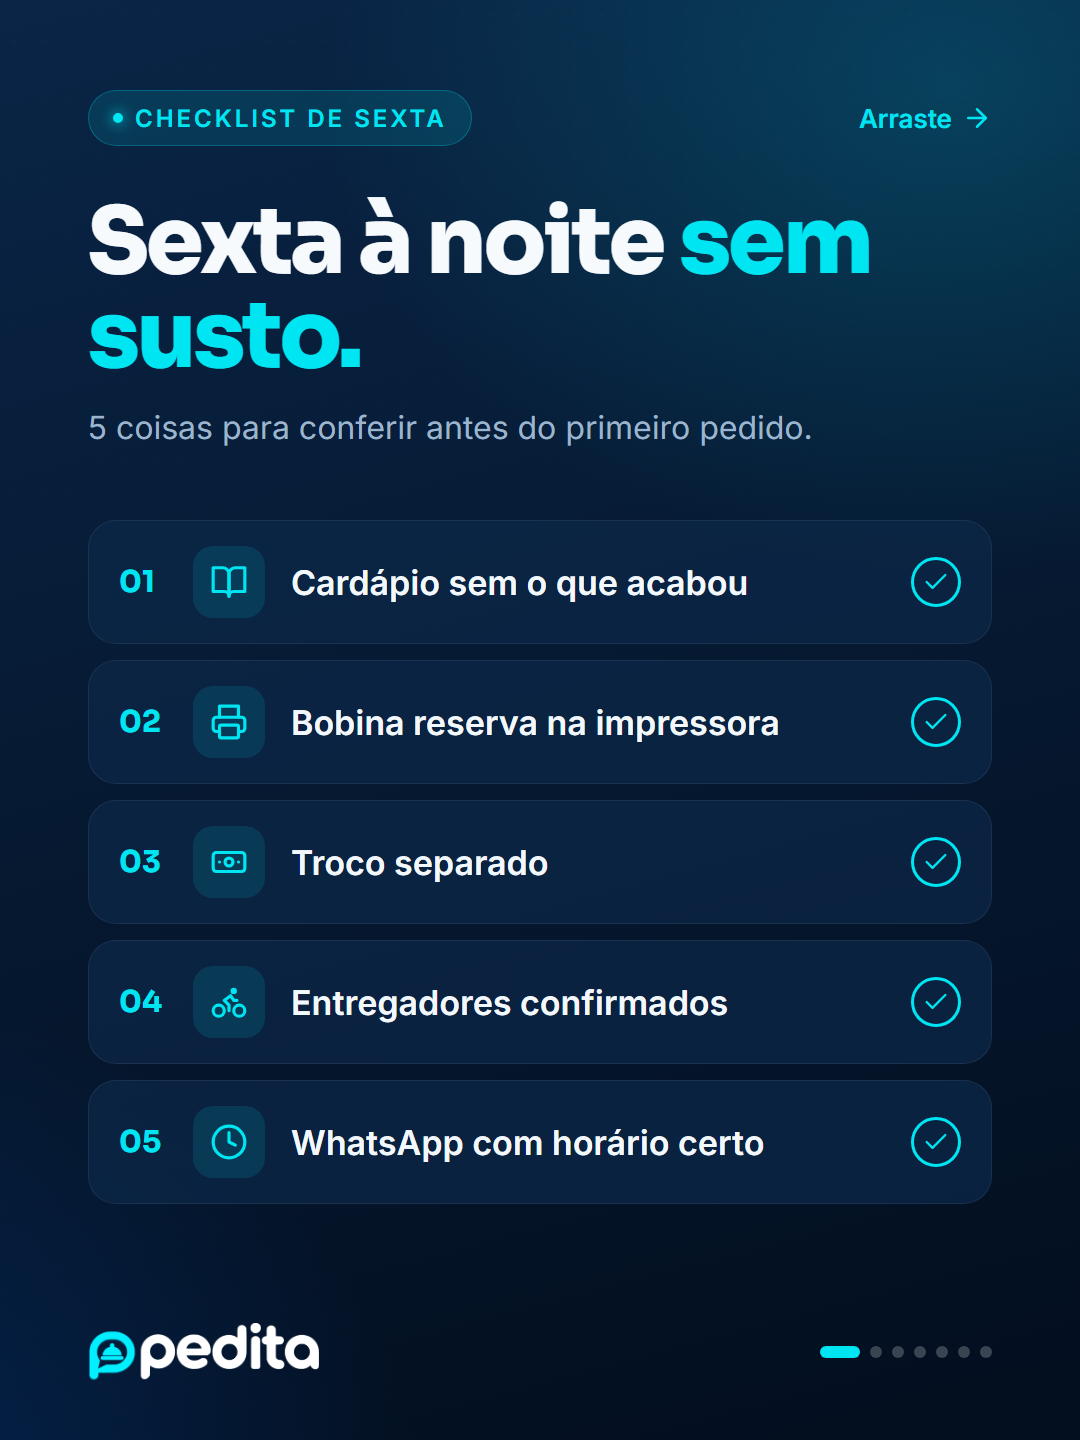 CHECKLIST DE SEXTA
Arraste →
Sexta à noite sem
susto.
5 coisas para conferir antes do primeiro pedido.
01 Cardápio sem o que acabou
02 Bobina reserva na impressora
03 Troco separado
04 Entregadores confirmados
05 WhatsApp com horário certo
pedita